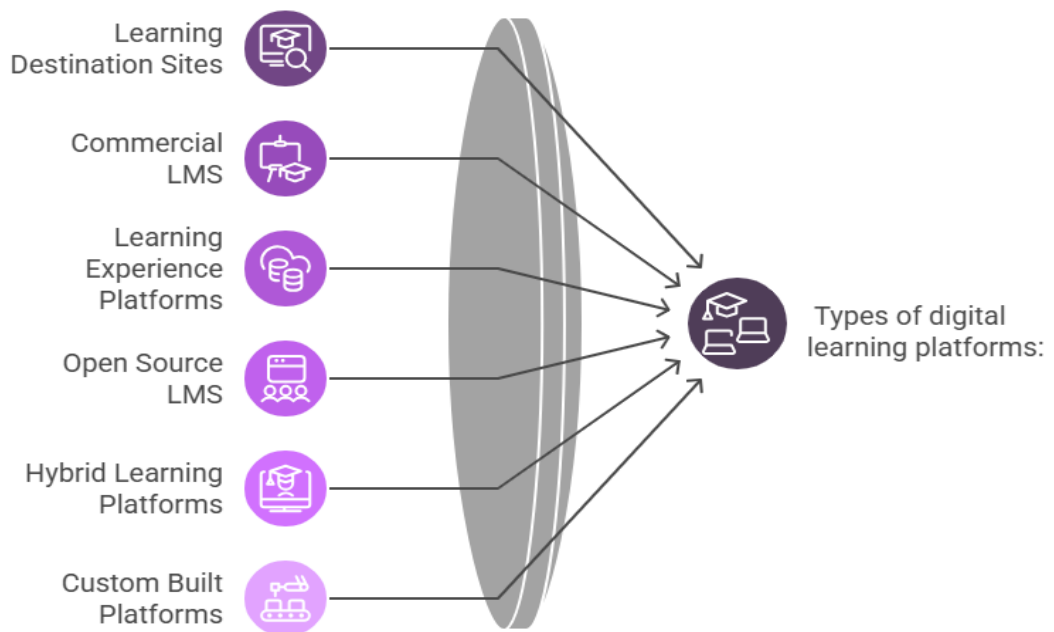 Learning
Destination Sites
Commercial
LMS
Learning
Experience
Platforms
Open Source
LMS
Hybrid Learning
Platforms
Custom Built
Platforms
Types of digital
learning platforms: